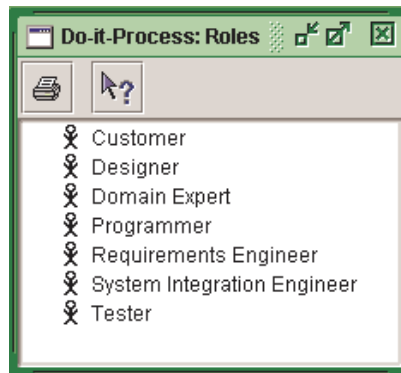 Do-it-Process: Roles
?
Customer
Designer
Domain Expert
Programmer
Requirements Engineer
System Integration Engineer
Tester